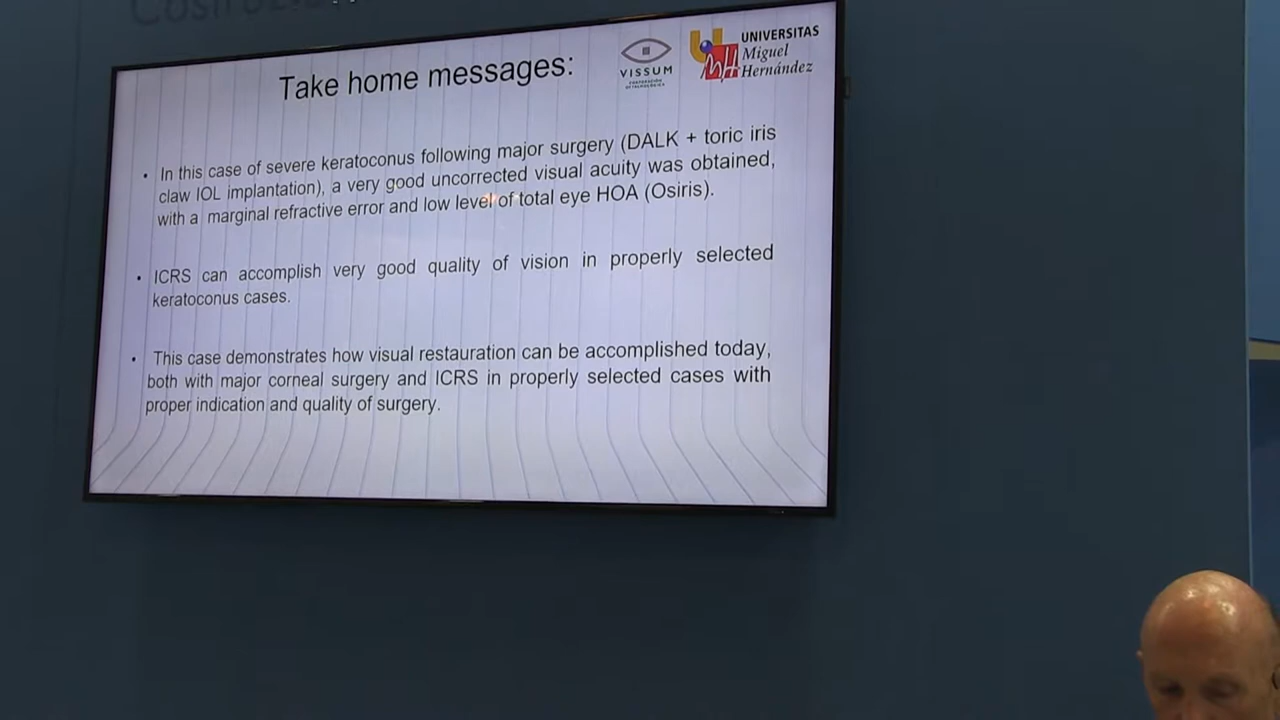 Take home messages:
VISSUM
CORPORACIÓN
OFTALMOLÓGICA
UNIVERSITAS
Miguel
Hernández
• In this case of severe keratoconus following major surgery (DALK + toric iris
claw IOL implantation), a very good uncorrected visual acuity was obtained,
with a marginal refractive error and low level of total eye HOA (Osiris).
• ICRS can accomplish very good quality of vision in properly selected
keratoconus cases.
• This case demonstrates how visual restauration can be accomplished today,
both with major corneal surgery and ICRS in properly selected cases with
proper indication and quality of surgery.